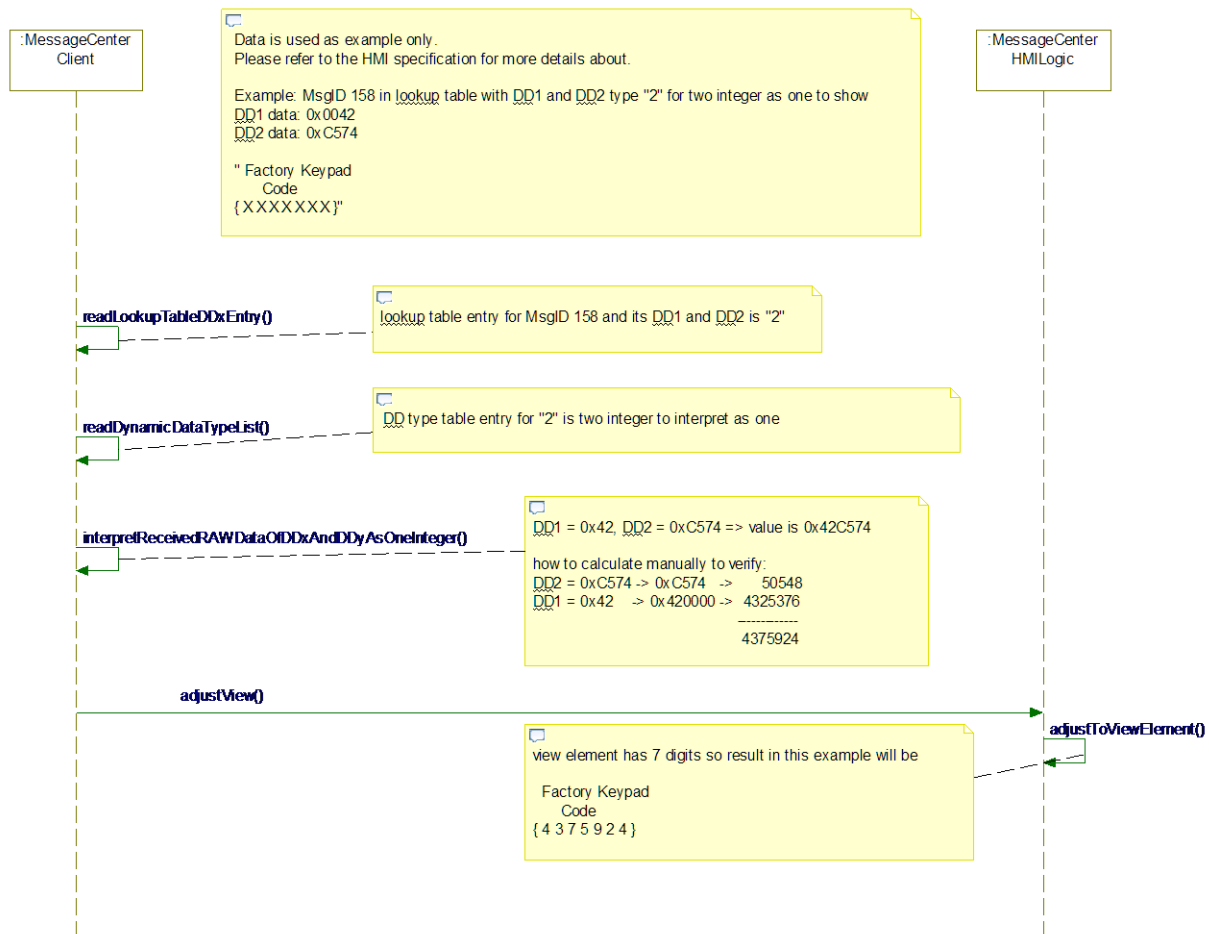 :MessageCenter
Client
Data is used as example only.
Please refer to the HMI specification for more details about.
Example: MsgID 158 in lookup table with DD1 and DD2 type "2" for two integer as one to show
DD1 data: 0x0042
DD2 data: 0xC574
" Factory Keypad
Code
{ X X X X X X X }"
:MessageCenter
HMILogic
readLookupTableDDxEntry()
lookup table entry for MsgID 158 and its DD1 and DD2 is "2"
readDynamicDataTypeList()
DD type table entry for "2" is two integer to interpret as one
interpretReceivedRAWDataOfDDxAndDDyAsOneInteger()
DD1 = 0x42, DD2 = 0xC574 => value is 0x42C574
how to calculate manually to verify:
DD2 = 0xC574 -> 0xC574 -> 50548
DD1 = 0x42 -> 0x420000 -> 4325376
------------
4375924
adjustView()
adjustToViewElement()
view element has 7 digits so result in this example will be
Factory Keypad
Code
{ 4 3 7 5 9 2 4 }